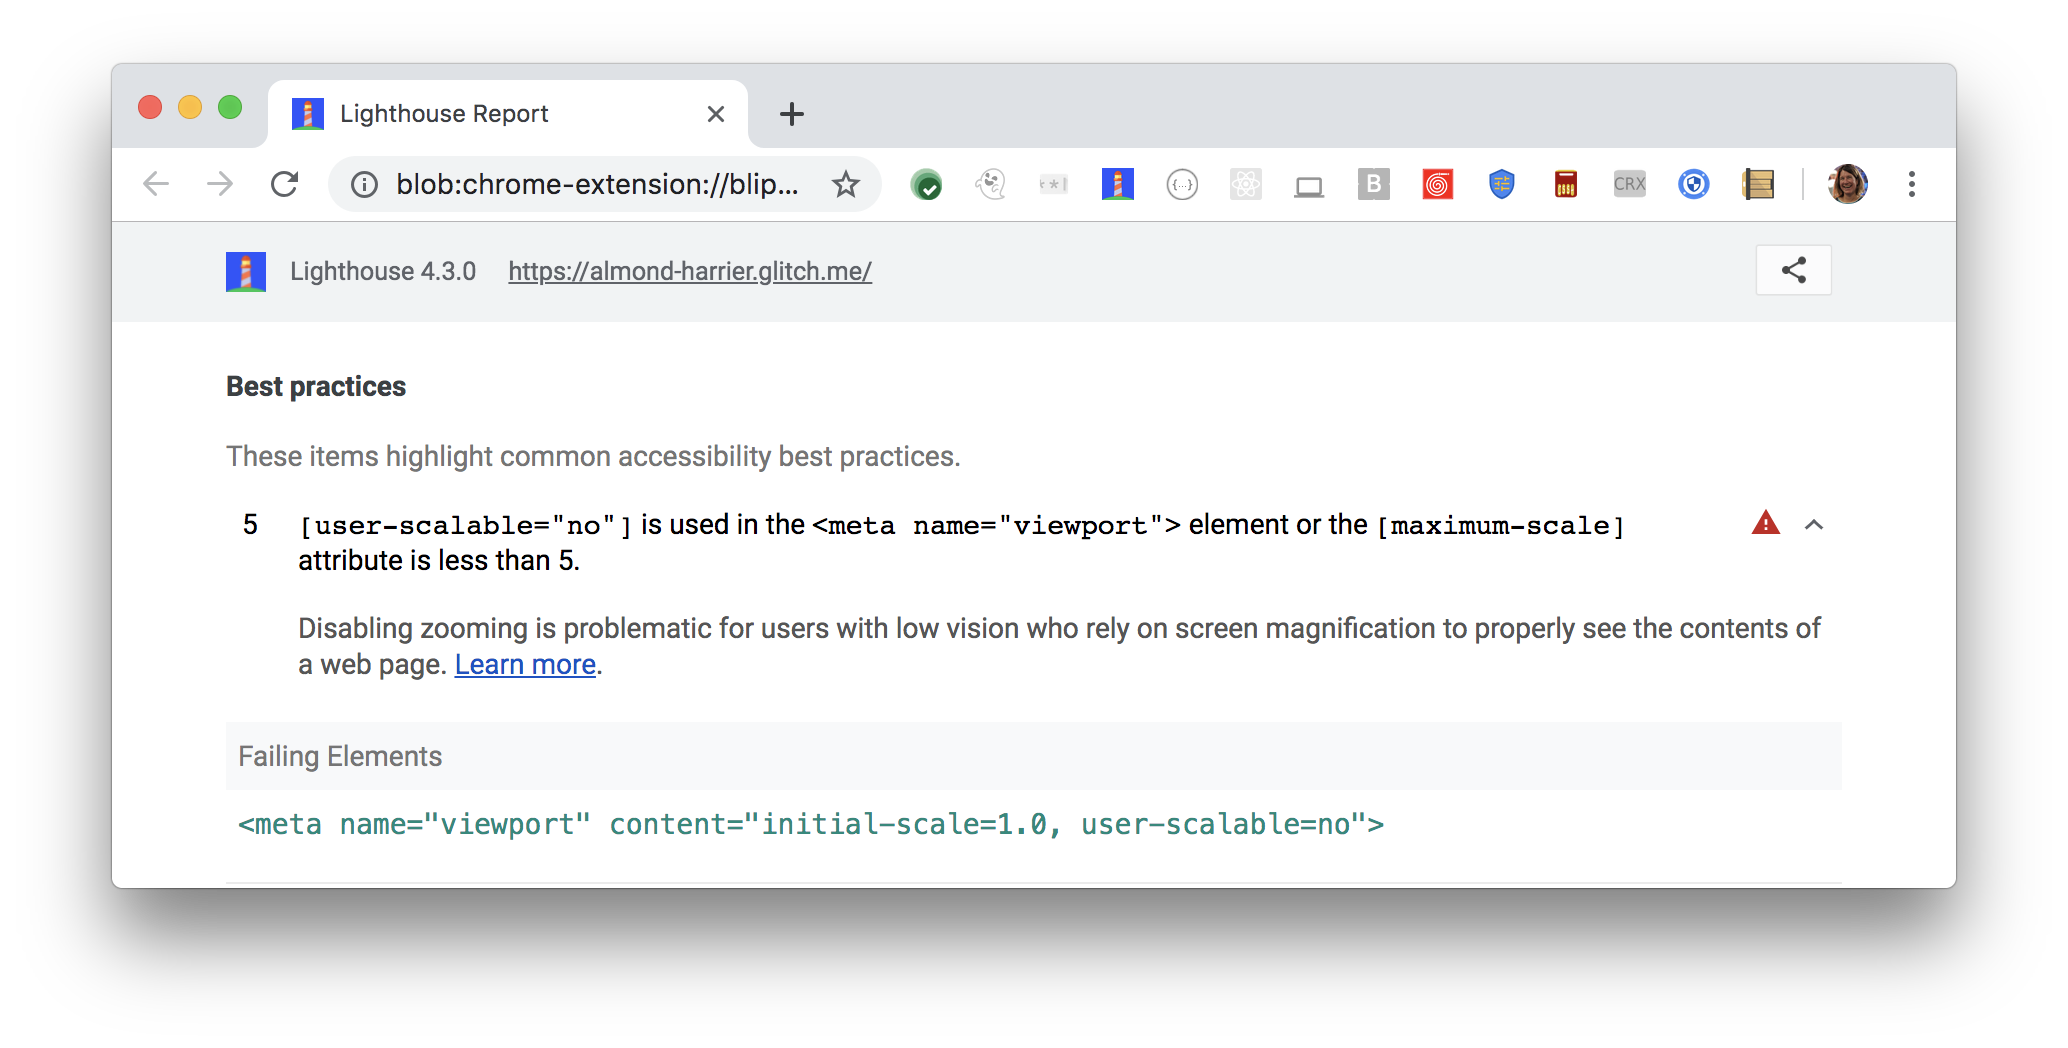 Lighthouse Report
blob:chrome-extension://blip...
{...}
B
CRX
Lighthouse 4.3.0 https://almond-harrier.glitch.me/
Best practices
These items highlight common accessibility best practices.
5 [user-scalable="no"] is used in the <meta name="viewport"> element or the [maximum-scale]
attribute is less than 5.
Disabling zooming is problematic for users with low vision who rely on screen magnification to properly see the contents of
a web page. Learn more.
Failing Elements
<meta name="viewport" content="initial-scale=1.0, user-scalable=no">